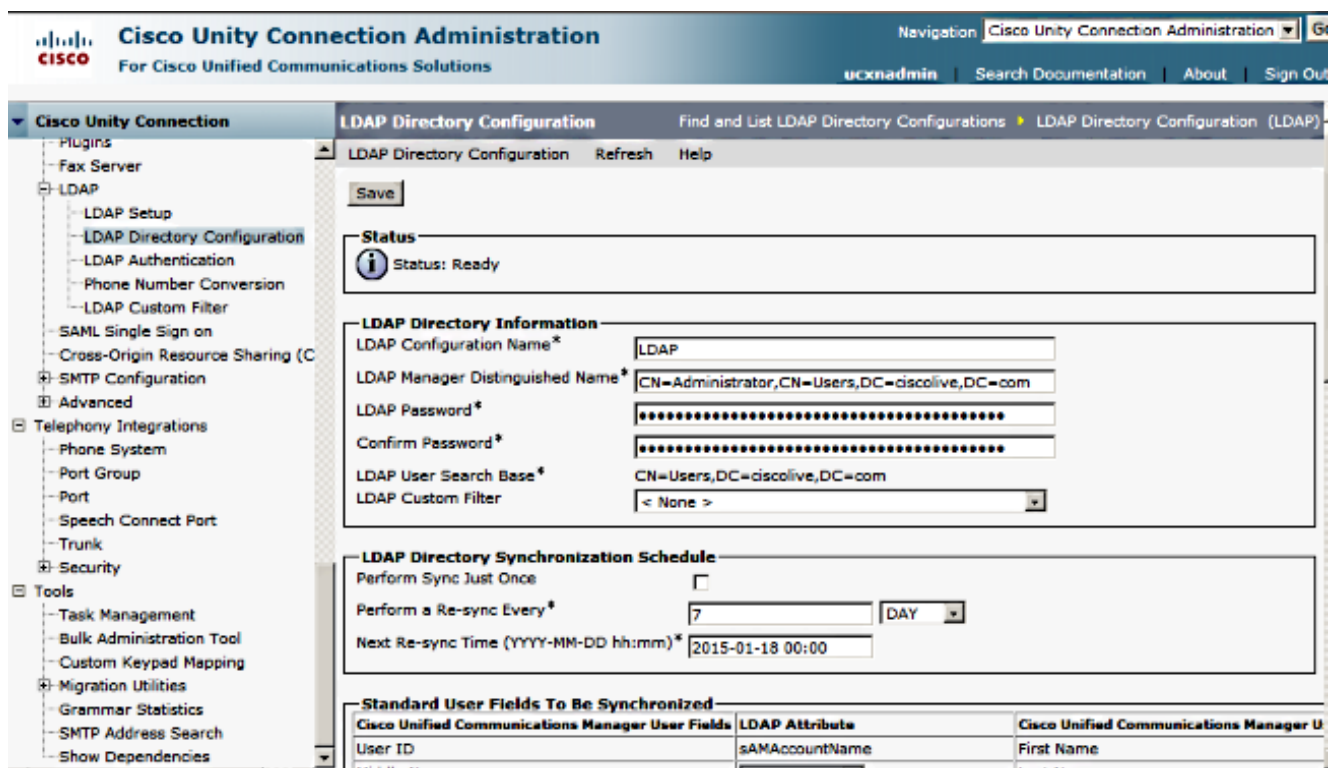 Cisco Unity Connection Administration
For Cisco Unified Communications Solutions
CISCO
Navigation Cisco Unity Connection Administration
ucxnadmin | Search Documentation | About | Sign Out
Cisco Unity Connection
Plugins
Fax Server
LDAP
LDAP Setup
LDAP Directory Configuration
LDAP Authentication
Phone Number Conversion
LDAP Custom Filter
SAML Single Sign on
Cross-Origin Resource Sharing (C
SMTP Configuration
Advanced
Telephony Integrations
Phone System
Port Group
Port
Speech Connect Port
Trunk
Security
Tools
Task Management
Bulk Administration Tool
Custom Keypad Mapping
Migration Utilities
Grammar Statistics
SMTP Address Search
Show Dependencies
LDAP Directory Configuration Find and List LDAP Directory Configurations LDAP Directory Configuration (LDAP)
LDAP Directory Configuration Refresh Help
Save
Status
Status: Ready
LDAP Directory Information
LDAP Configuration Name* LDAP
LDAP Manager Distinguished Name* CN=Administrator,CN=Users,DC=ciscolive,DC=com
LDAP Password*
Confirm Password*
LDAP User Search Base* CN=Users,DC=ciscolive,DC=com
LDAP Custom Filter < None >
LDAP Directory Synchronization Schedule
Perform Sync Just Once
Perform a Re-sync Every* 7 DAY
Next Re-sync Time (YYYY-MM-DD hh:mm)* 2015-01-18 00:00
Standard User Fields To Be Synchronized
Cisco Unified Communications Manager User Fields LDAP Attribute Cisco Unified Communications Manager U
User ID sAMAccountName First Name